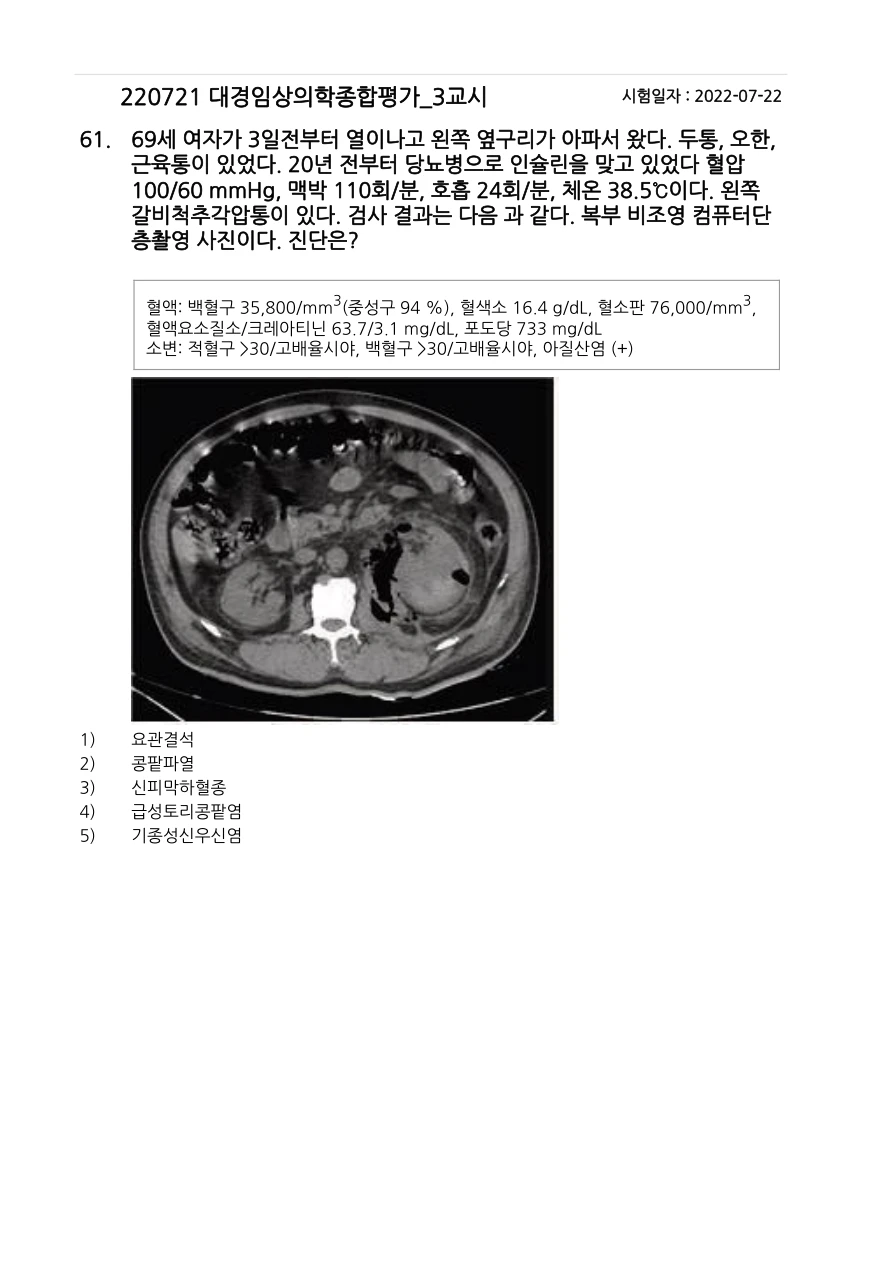 220721 대경임상의학종합평가_3교시
시험일자 : 2022-07-22
61. 69세 여자가 3일전부터 열이나고 왼쪽 옆구리가 아파서 왔다. 두통, 오한,
근육통이 있었다. 20년 전부터 당뇨병으로 인슐린을 맞고 있었다 혈압
100/60 mmHg, 맥박 110회/분, 호흡 24회/분, 체온 38.5℃이다. 왼쪽
갈비척추각압통이 있다. 검사 결과는 다음 과 같다. 복부 비조영 컴퓨터단
층촬영 사진이다. 진단은?
혈액: 백혈구 35,800/mm³(중성구 94 %), 혈색소 16.4 g/dL, 혈소판 76,000/mm³,
혈액요소질소/크레아티닌 63.7/3.1 mg/dL, 포도당 733 mg/dL
소변: 적혈구 >30/고배율시야, 백혈구 >30/고배율시야, 아질산염 (+)
1) 요관결석
2) 콩팥파열
3) 신피막하혈종
4) 급성토리콩팥염
5) 기종성신우신염